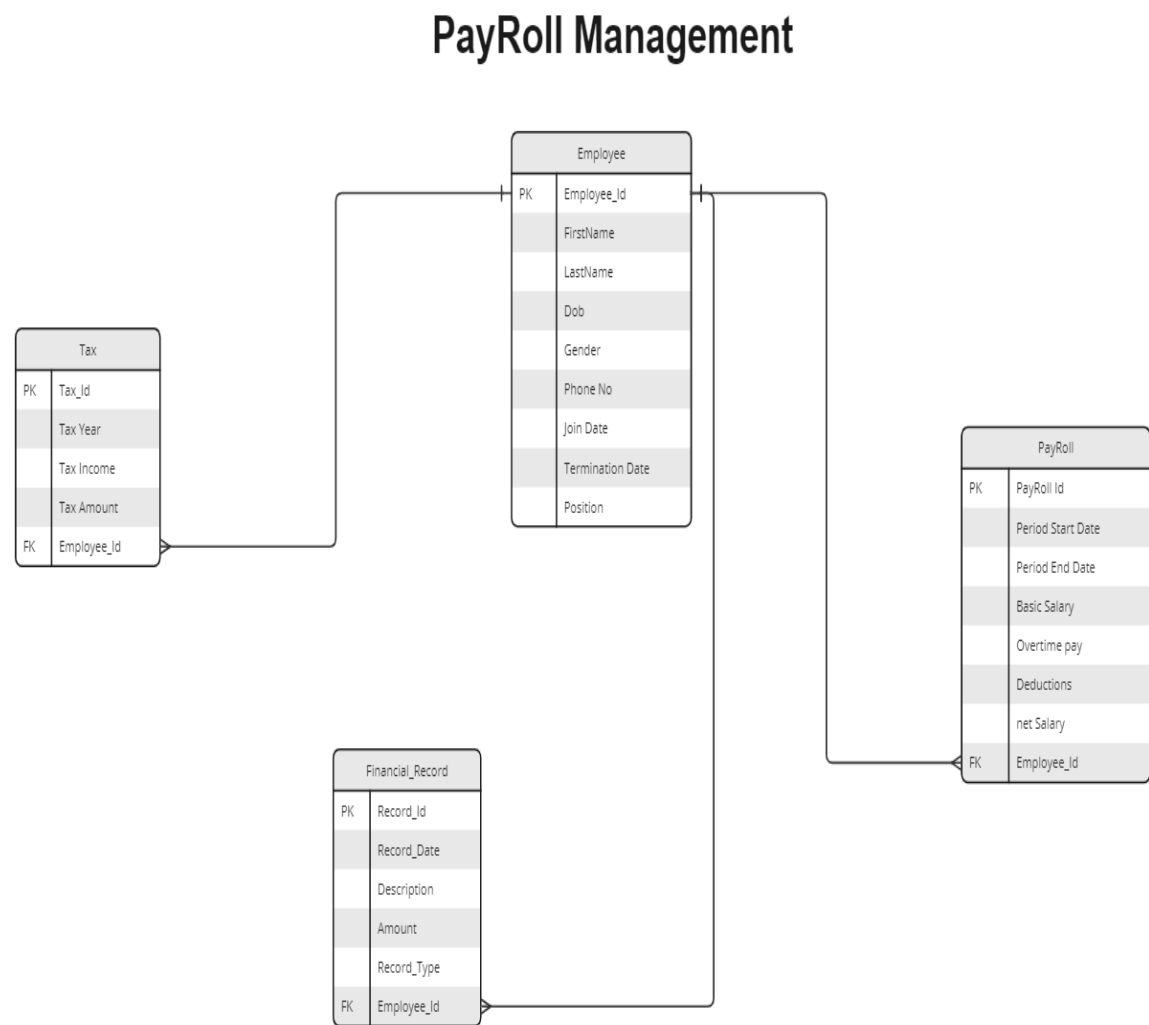 PayRoll Management
Employee
PK Employee_Id
FirstName
LastName
Dob
Gender
Phone No
Join Date
Termination Date
Position
Tax
PK Tax_Id
Tax Year
Tax Income
Tax Amount
FK Employee_Id
PayRoll
PK PayRoll Id
Period Start Date
Period End Date
Basic Salary
Overtime pay
Deductions
net Salary
FK Employee_Id
Financial_Record
PK Record_Id
Record_Date
Description
Amount
Record_Type
FK Employee_Id